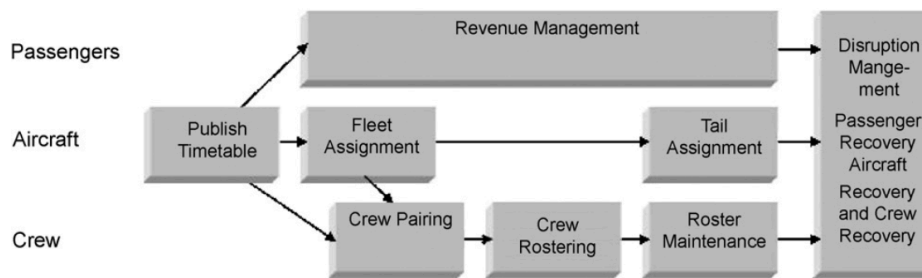 Passengers
Revenue Management
Disruption
Mange-
ment
Aircraft
Publish
Timetable
Fleet
Assignment
Tail
Assignment
Passenger
Recovery
Aircraft
Recovery
and Crew
Recovery
Crew
Crew Pairing
Crew
Rostering
Roster
Maintenance